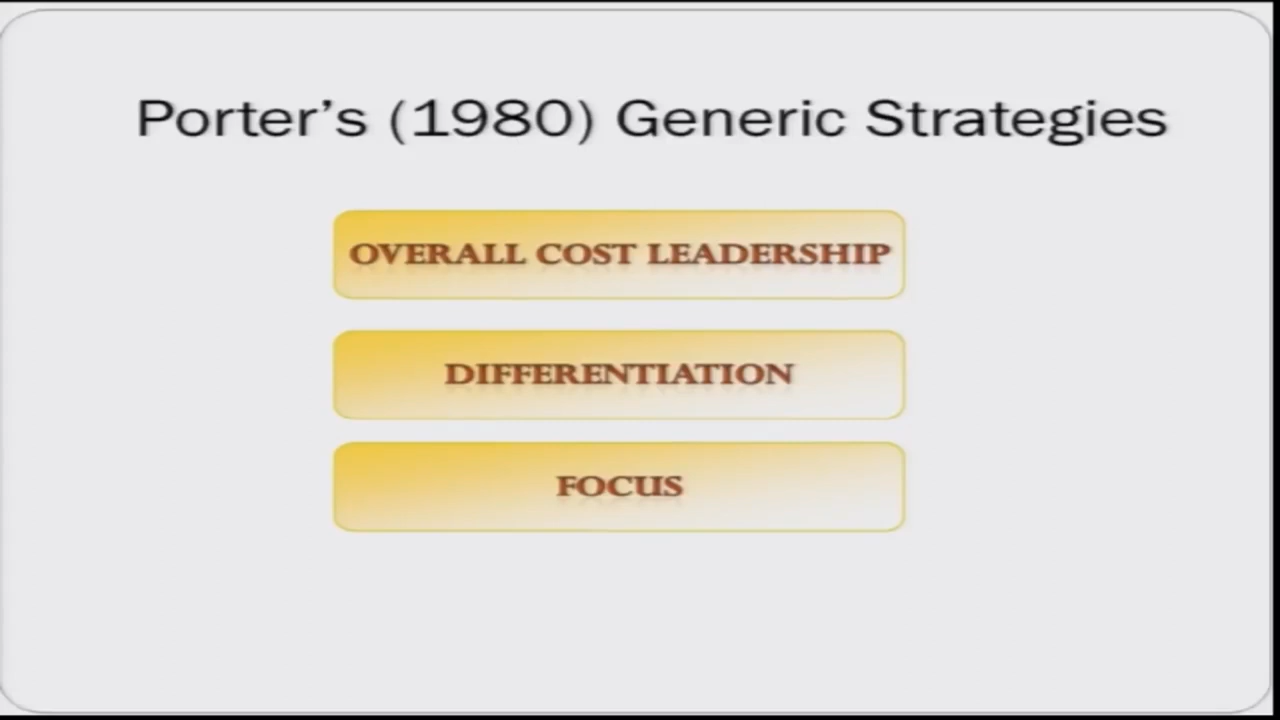 Porter's (1980) Generic Strategies
OVERALL COST LEADERSHIP
DIFFERENTIATION
FOCUS